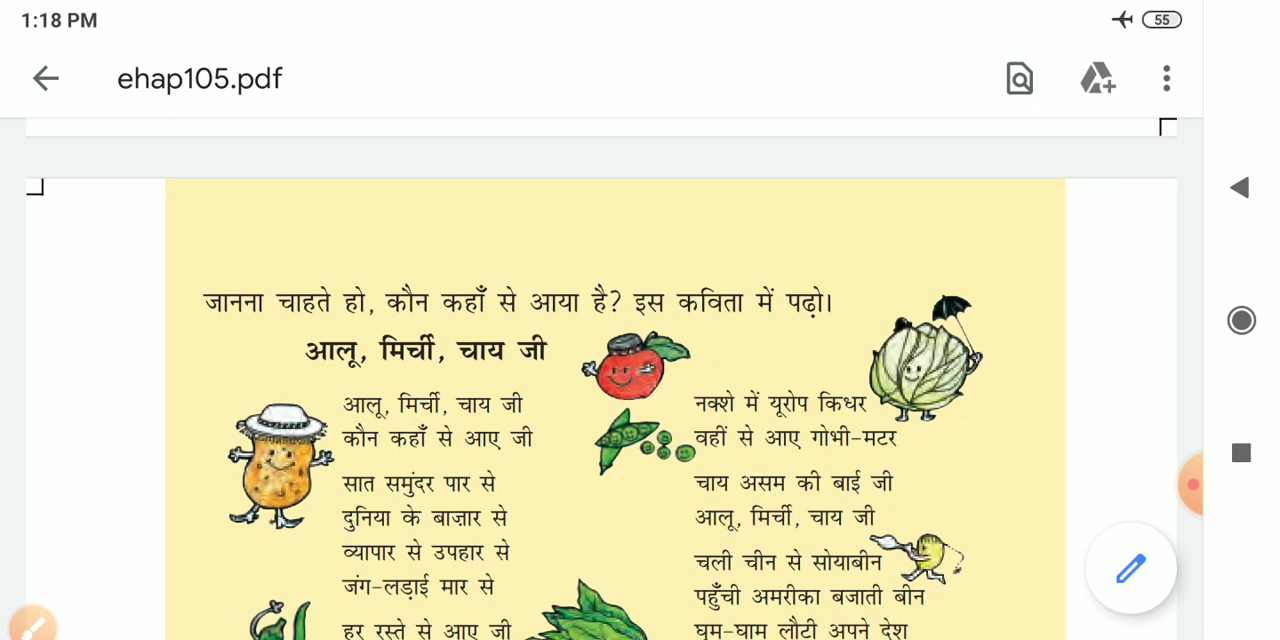 1:18 PM
55
ehap105.pdf
जानना चाहते हो, कौन कहाँ से आया है? इस कविता में पढ़ो।
आलू, मिर्ची, चाय जी
आलू, मिर्ची, चाय जी
कौन कहाँ से आए जी
सात समुंदर पार से
दुनिया के बाज़ार से
व्यापार से उपहार से
जंग-लड़ाई मार से
हर रस्ते से आए जी
नक्शे में यूरोप किधर
वहीं से आए गोभी-मटर
चाय असम की बाई जी
आलू, मिर्ची, चाय जी
चली चीन से सोयाबीन
पहुँची अमरीका बजाती बीन
घूम-घाम लौटी अपने देश